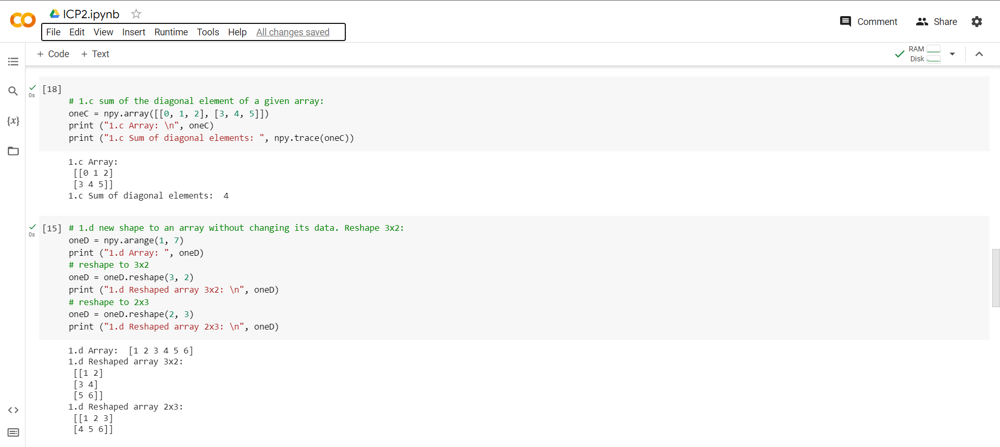 ICP2.ipynb
Comment Share
File Edit View Insert Runtime Tools Help All changes saved
+ Code + Text
RAM
Disk
[18]
0s
# 1.c sum of the diagonal element of a given array:
oneC = npy.array([[0, 1, 2], [3, 4, 5]])
print ("1.c Array: \n", oneC)
print ("1.c Sum of diagonal elements: ", npy.trace(oneC))
1.c Array:
[[0 1 2]
[3 4 5]]
1.c Sum of diagonal elements:  4
[15] # 1.d new shape to an array without changing its data. Reshape 3x2:
0s
oneD = npy.arange(1, 7)
print ("1.d Array: ", oneD)
# reshape to 3x2
oneD = oneD.reshape(3, 2)
print ("1.d Reshaped array 3x2: \n", oneD)
# reshape to 2x3
oneD = oneD.reshape(2, 3)
print ("1.d Reshaped array 2x3: \n", oneD)
1.d Array:  [1 2 3 4 5 6]
1.d Reshaped array 3x2:
[[1 2]
[3 4]
[5 6]]
1.d Reshaped array 2x3:
[[1 2 3]
[4 5 6]]